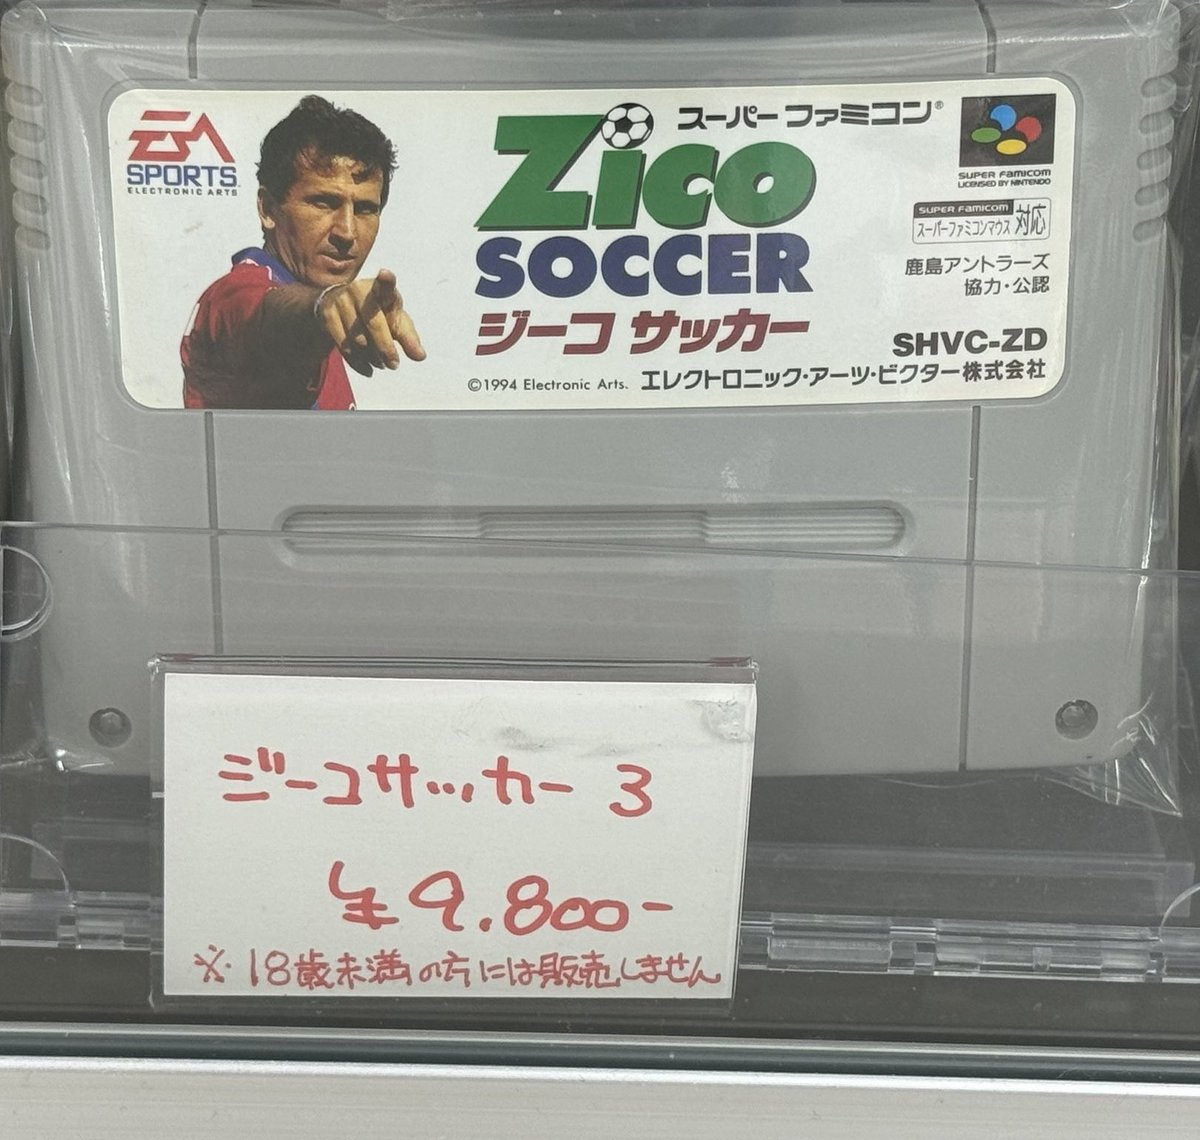 EA
SPORTS
ELECTRONIC ARTS
Zico
SOCCER
ジーコ サッカー
©1994 Electronic Arts.
スーパーファミコン®
SUPER FAMICOM
LICENSED BY NINTENDO
SUPER FAMICOM
スーパーファミコンマウス 対応
鹿島アントラーズ
協力・公認
SHVC-ZD
エレクトロニック・アーツ・ビクター株式会社
ジーコサッカー 3
¥9.800-
※18歳未満の方には販売しません